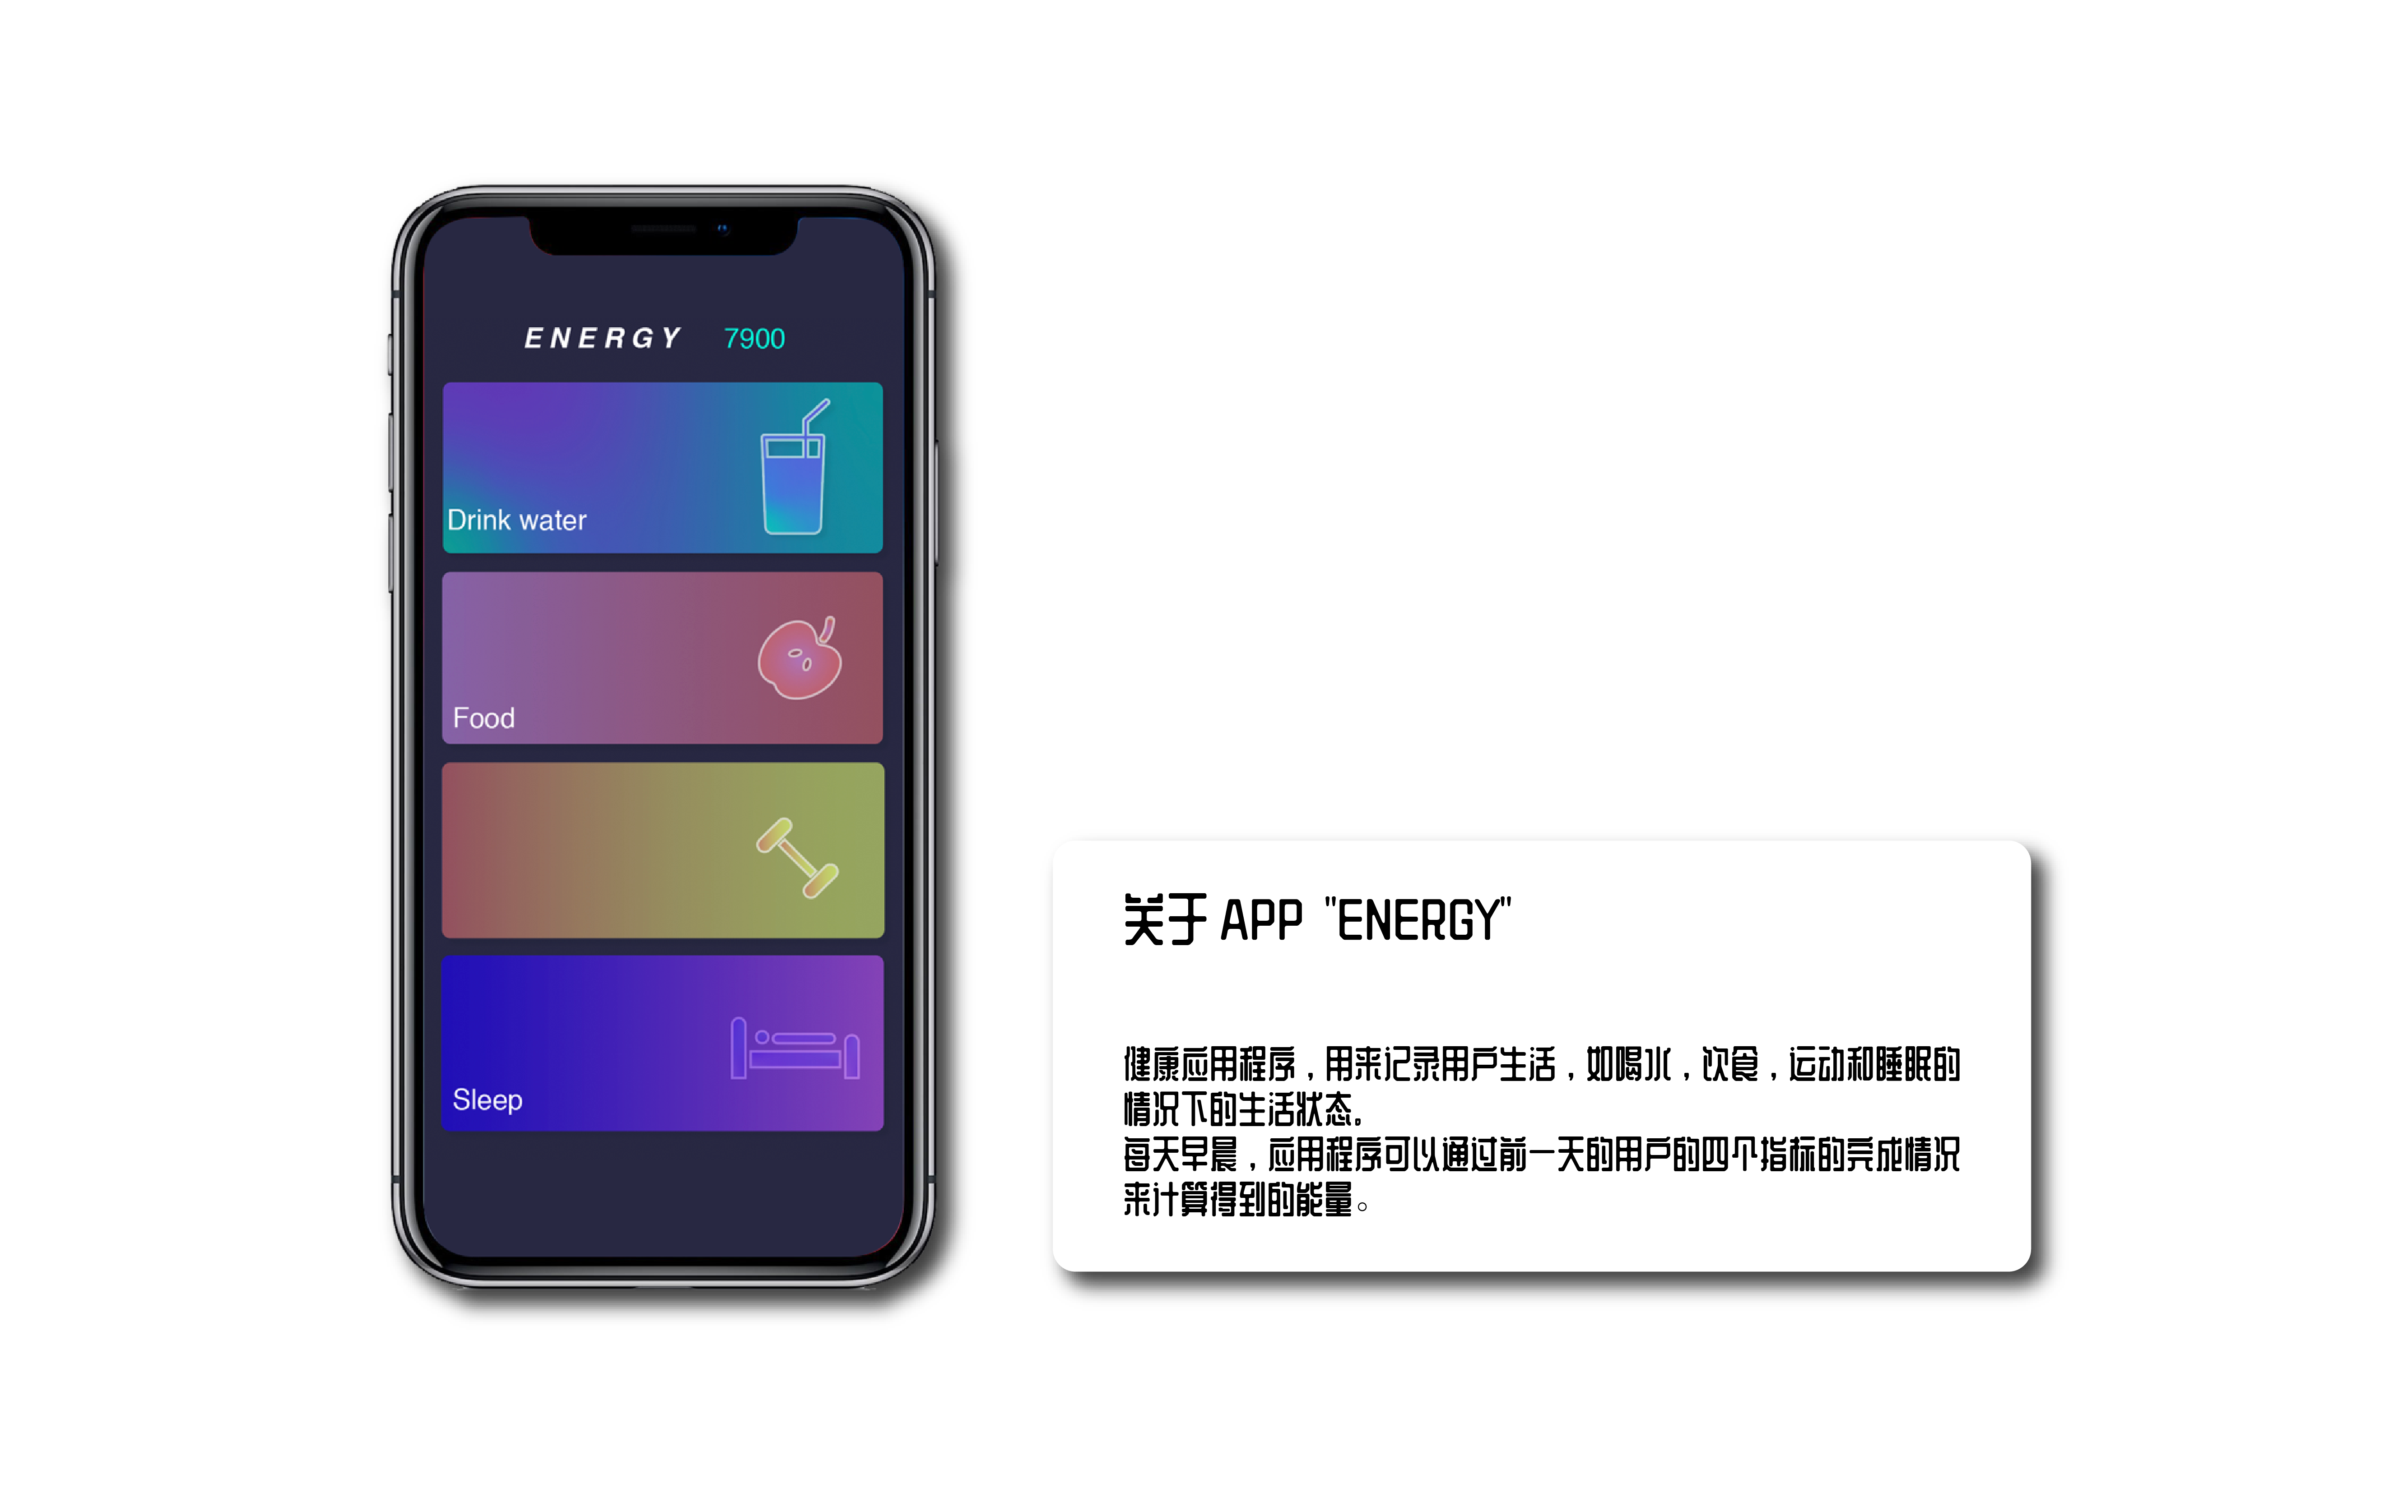 ENERGY 7900
Drink water
Food
Sleep
关于 APP "ENERGY"
健康应用程序，用来记录用户生活，如喝水，饮食，运动和睡眠的
情况下的生活状态。
每天早晨，应用程序可以通过前一天的用户的四个指标的完成情况
来计算得到的能量。